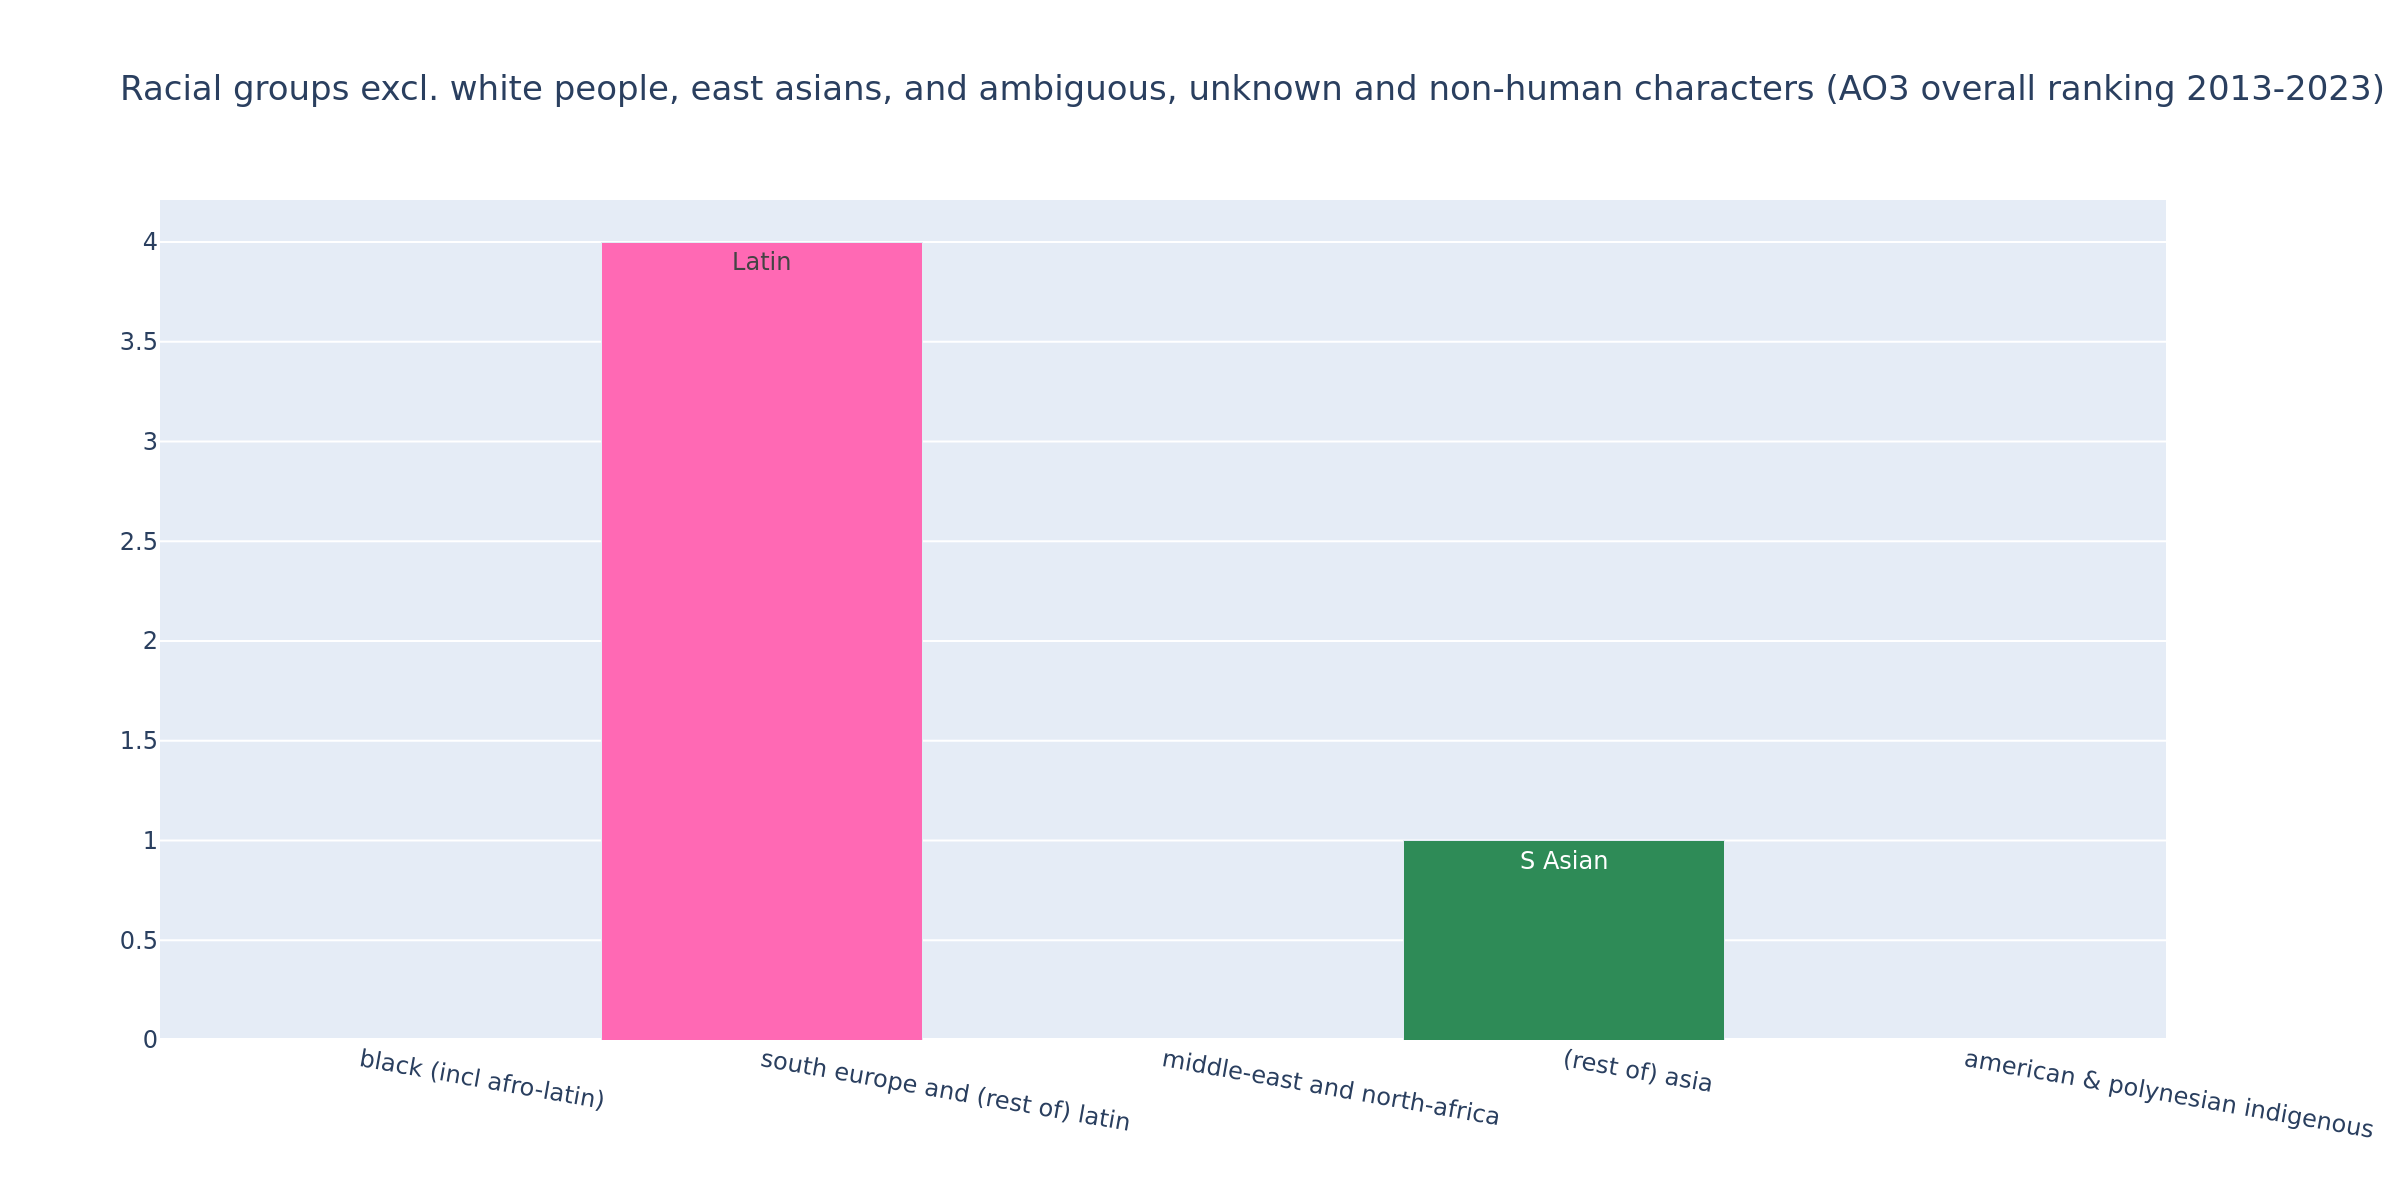 Racial groups excl. white people, east asians, and ambiguous, unknown and non-human characters (AO3 overall ranking 2013-2023)
4
Latin
3.5
3
2.5
2
1.5
1
S Asian
0.5
0
black (incl afro-latin)
south europe and (rest of) latin
middle-east and north-africa
(rest of) asia
american & polynesian indigenous